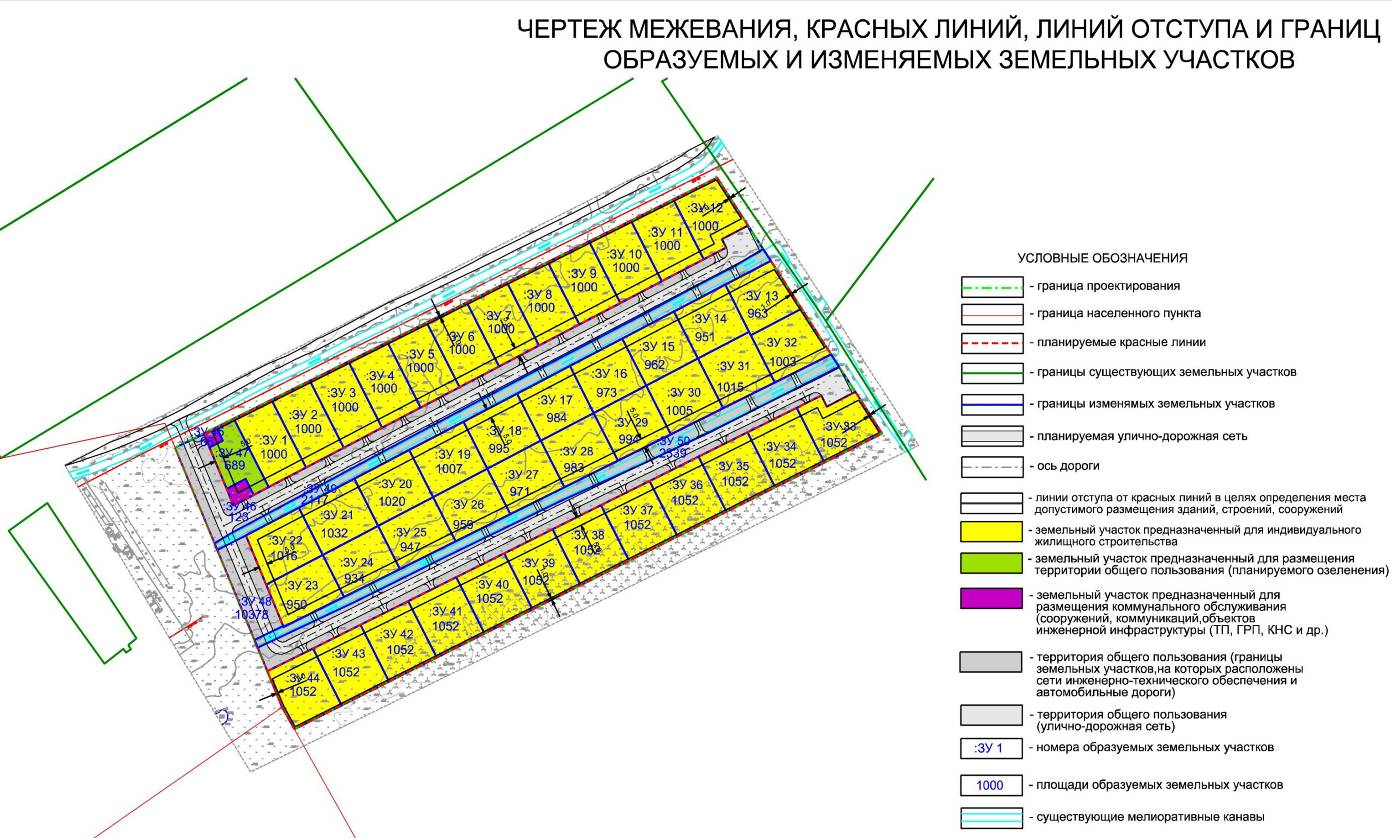 ЧЕРТЕЖ МЕЖЕВАНИЯ, КРАСНЫХ ЛИНИЙ, ЛИНИЙ ОТСТУПА И ГРАНИЦ
ОБРАЗУЕМЫХ И ИЗМЕНЯЕМЫХ ЗЕМЕЛЬНЫХ УЧАСТКОВ
:ЗУ 12
1000
:ЗУ 11
1000
:ЗУ 10
1000
:ЗУ 9
1000
:ЗУ 8
1000
:ЗУ 7
1000
:ЗУ 6
1000
:ЗУ 5
1000
:ЗУ 4
1000
:ЗУ 3
1000
:ЗУ 2
1000
:ЗУ 1
1000
:ЗУ 47
689
:ЗУ 46
123
:ЗУ 49
2117
:ЗУ 13
963
:ЗУ 14
951
:ЗУ 15
962
:ЗУ 16
973
:ЗУ 17
984
:ЗУ 18
995
:ЗУ 19
1007
:ЗУ 20
1020
:ЗУ 21
1032
:ЗУ 22
1016
:ЗУ 23
950
:ЗУ 24
934
:ЗУ 25
947
:ЗУ 26
959
:ЗУ 27
971
:ЗУ 28
983
:ЗУ 29
994
:ЗУ 30
1005
:ЗУ 31
1015
:ЗУ 32
1003
:ЗУ 50
2339
:ЗУ 48
10378
:ЗУ 33
1052
:ЗУ 34
1052
:ЗУ 35
1052
:ЗУ 36
1052
:ЗУ 37
1052
:ЗУ 38
1052
:ЗУ 39
1052
:ЗУ 40
1052
:ЗУ 41
1052
:ЗУ 42
1052
:ЗУ 43
1052
:ЗУ 44
1052
УСЛОВНЫЕ ОБОЗНАЧЕНИЯ
- граница проектирования
- граница населенного пункта
- планируемые красные линии
- границы существующих земельных участков
- границы изменямых земельных участков
- планируемая улично-дорожная сеть
- ось дороги
- линии отступа от красных линий в целях определения места
допустимого размещения зданий, строений, сооружений
- земельный участок предназначенный для индивидуального
жилищного строительства
- земельный участок предназначенный для размещения
территории общего пользования (планируемого озеленения)
- земельный участок предназначенный для
размещения коммунального обслуживания
(сооружений, коммуникаций,объектов
инженерной инфраструктуры (ТП, ГРП, КНС и др.)
- территория общего пользования (границы
земельных участков,на которых расположены
сети инженерно-технического обеспечения и
автомобильные дороги)
- территория общего пользования
(улично-дорожная сеть)
:ЗУ 1
- номера образуемых земельных участков
1000
- площади образуемых земельных участков
- существующие мелиоративные канавы